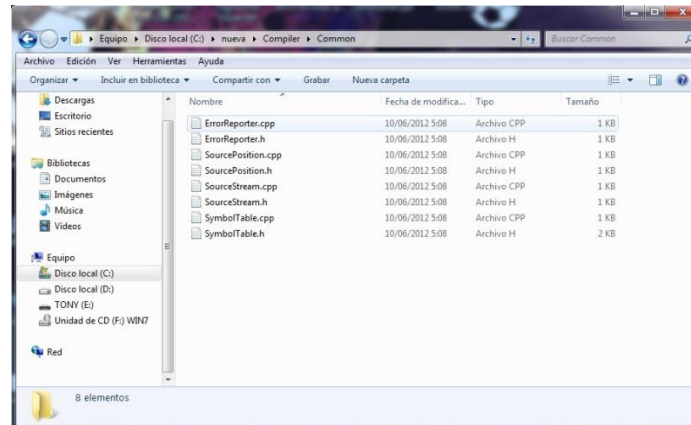 Equipo ▸ Disco local (C:) ▸ nueva ▸ Compiler ▸ Common
Buscar Common
Archivo Edición Ver Herramientas Ayuda
Organizar Incluir en biblioteca Compartir con Grabar Nueva carpeta
Nombre Fecha de modifica... Tipo Tamaño
ErrorReporter.cpp 10/06/2012 5:08 Archivo CPP 1 KB
ErrorReporter.h 10/06/2012 5:08 Archivo H 1 KB
SourcePosition.cpp 10/06/2012 5:08 Archivo CPP 1 KB
SourcePosition.h 10/06/2012 5:08 Archivo H 1 KB
SourceStream.cpp 10/06/2012 5:08 Archivo CPP 1 KB
SourceStream.h 10/06/2012 5:08 Archivo H 1 KB
SymbolTable.cpp 10/06/2012 5:08 Archivo CPP 1 KB
SymbolTable.h 10/06/2012 5:08 Archivo H 2 KB
Descargas
Escritorio
Sitios recientes
Bibliotecas
Documentos
Imágenes
Música
Vídeos
Equipo
Disco local (C:)
Disco local (D:)
TONY (E:)
Unidad de CD (F:) WIN7
Red
8 elementos